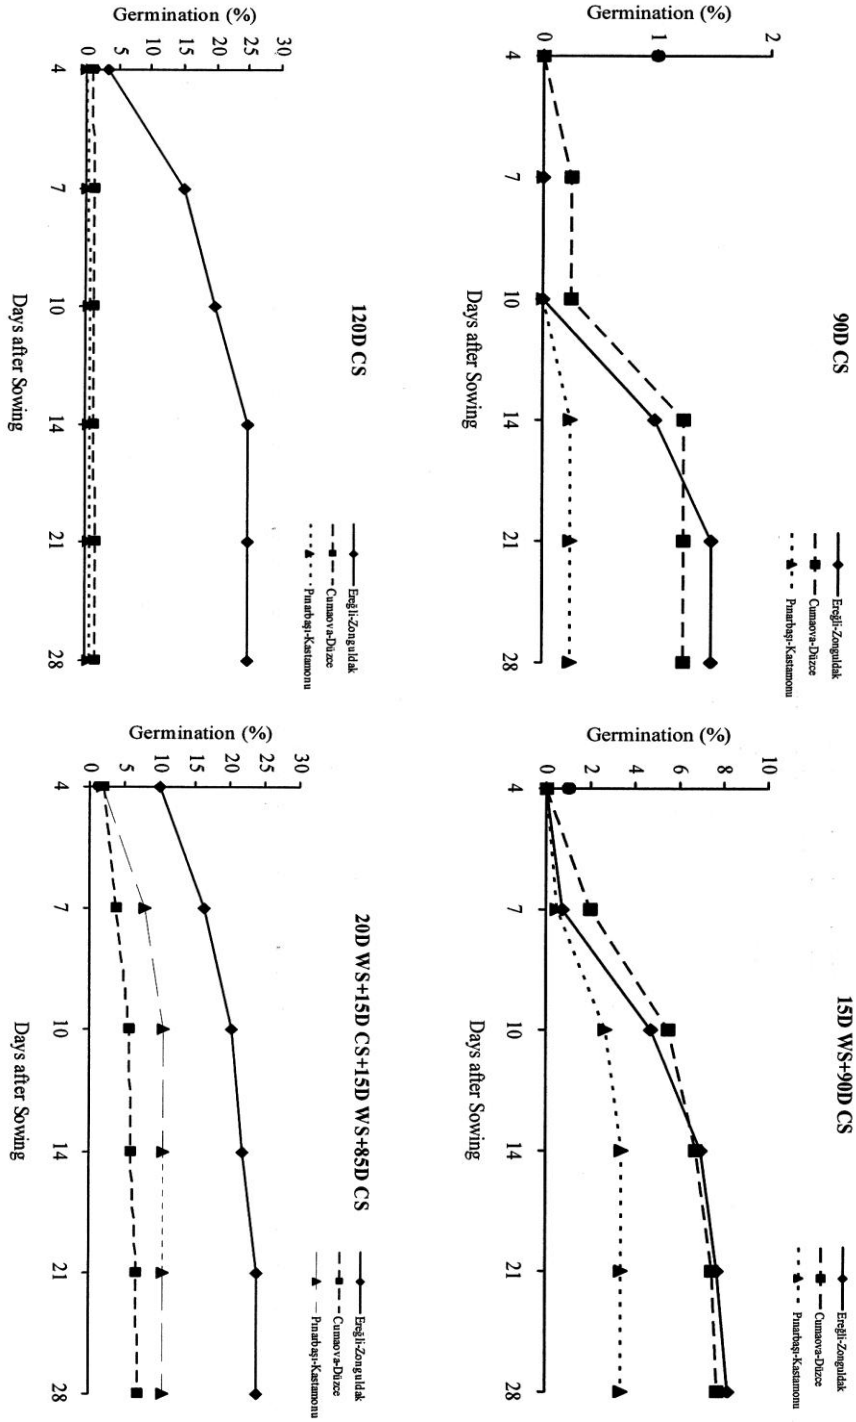 90D CS
Ereğli-Zonguldak
Cumaova-Düzce
Pınarbaşı-Kastamonu
Germination (%)
2
1
0
4 7 10 14 21 28
Days after Sowing
15D WS+90D CS
Ereğli-Zonguldak
Cumaova-Düzce
Pınarbaşı-Kastamonu
Germination (%)
10
8
6
4
2
0
4 7 10 14 21 28
Days after Sowing
120D CS
Ereğli-Zonguldak
Cumaova-Düzce
Pınarbaşı-Kastamonu
Germination (%)
30
25
20
15
10
5
0
4 7 10 14 21 28
Days after Sowing
20D WS+15D CS+15D WS+85D CS
Ereğli-Zonguldak
Cumaova-Düzce
Pınarbaşı-Kastamonu
Germination (%)
30
25
20
15
10
5
0
4 7 10 14 21 28
Days after Sowing